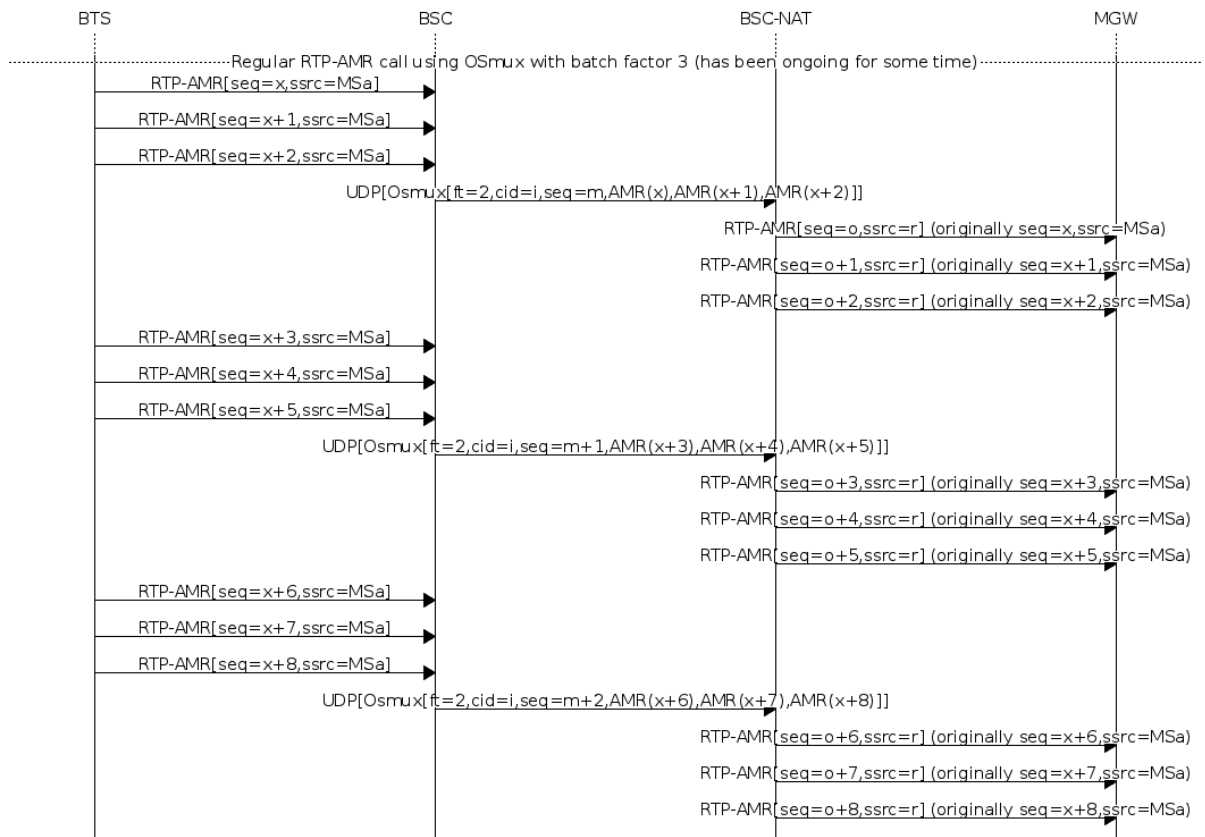 BTS BSC BSC-NAT MGW
Regular RTP-AMR call using OSmux with batch factor 3 (has been ongoing for some time)
RTP-AMR[seq=x,ssrc=MSa]
RTP-AMR[seq=x+1,ssrc=MSa]
RTP-AMR[seq=x+2,ssrc=MSa]
UDP[Osmux[ft=2,cid=i,seq=m,AMR(x),AMR(x+1),AMR(x+2)]]
RTP-AMR[seq=o,ssrc=r] (originally seq=x,ssrc=MSa)
RTP-AMR[seq=o+1,ssrc=r] (originally seq=x+1,ssrc=MSa)
RTP-AMR[seq=o+2,ssrc=r] (originally seq=x+2,ssrc=MSa)
RTP-AMR[seq=x+3,ssrc=MSa]
RTP-AMR[seq=x+4,ssrc=MSa]
RTP-AMR[seq=x+5,ssrc=MSa]
UDP[Osmux[ft=2,cid=i,seq=m+1,AMR(x+3),AMR(x+4),AMR(x+5)]]
RTP-AMR[seq=o+3,ssrc=r] (originally seq=x+3,ssrc=MSa)
RTP-AMR[seq=o+4,ssrc=r] (originally seq=x+4,ssrc=MSa)
RTP-AMR[seq=o+5,ssrc=r] (originally seq=x+5,ssrc=MSa)
RTP-AMR[seq=x+6,ssrc=MSa]
RTP-AMR[seq=x+7,ssrc=MSa]
RTP-AMR[seq=x+8,ssrc=MSa]
UDP[Osmux[ft=2,cid=i,seq=m+2,AMR(x+6),AMR(x+7),AMR(x+8)]]
RTP-AMR[seq=o+6,ssrc=r] (originally seq=x+6,ssrc=MSa)
RTP-AMR[seq=o+7,ssrc=r] (originally seq=x+7,ssrc=MSa)
RTP-AMR[seq=o+8,ssrc=r] (originally seq=x+8,ssrc=MSa)